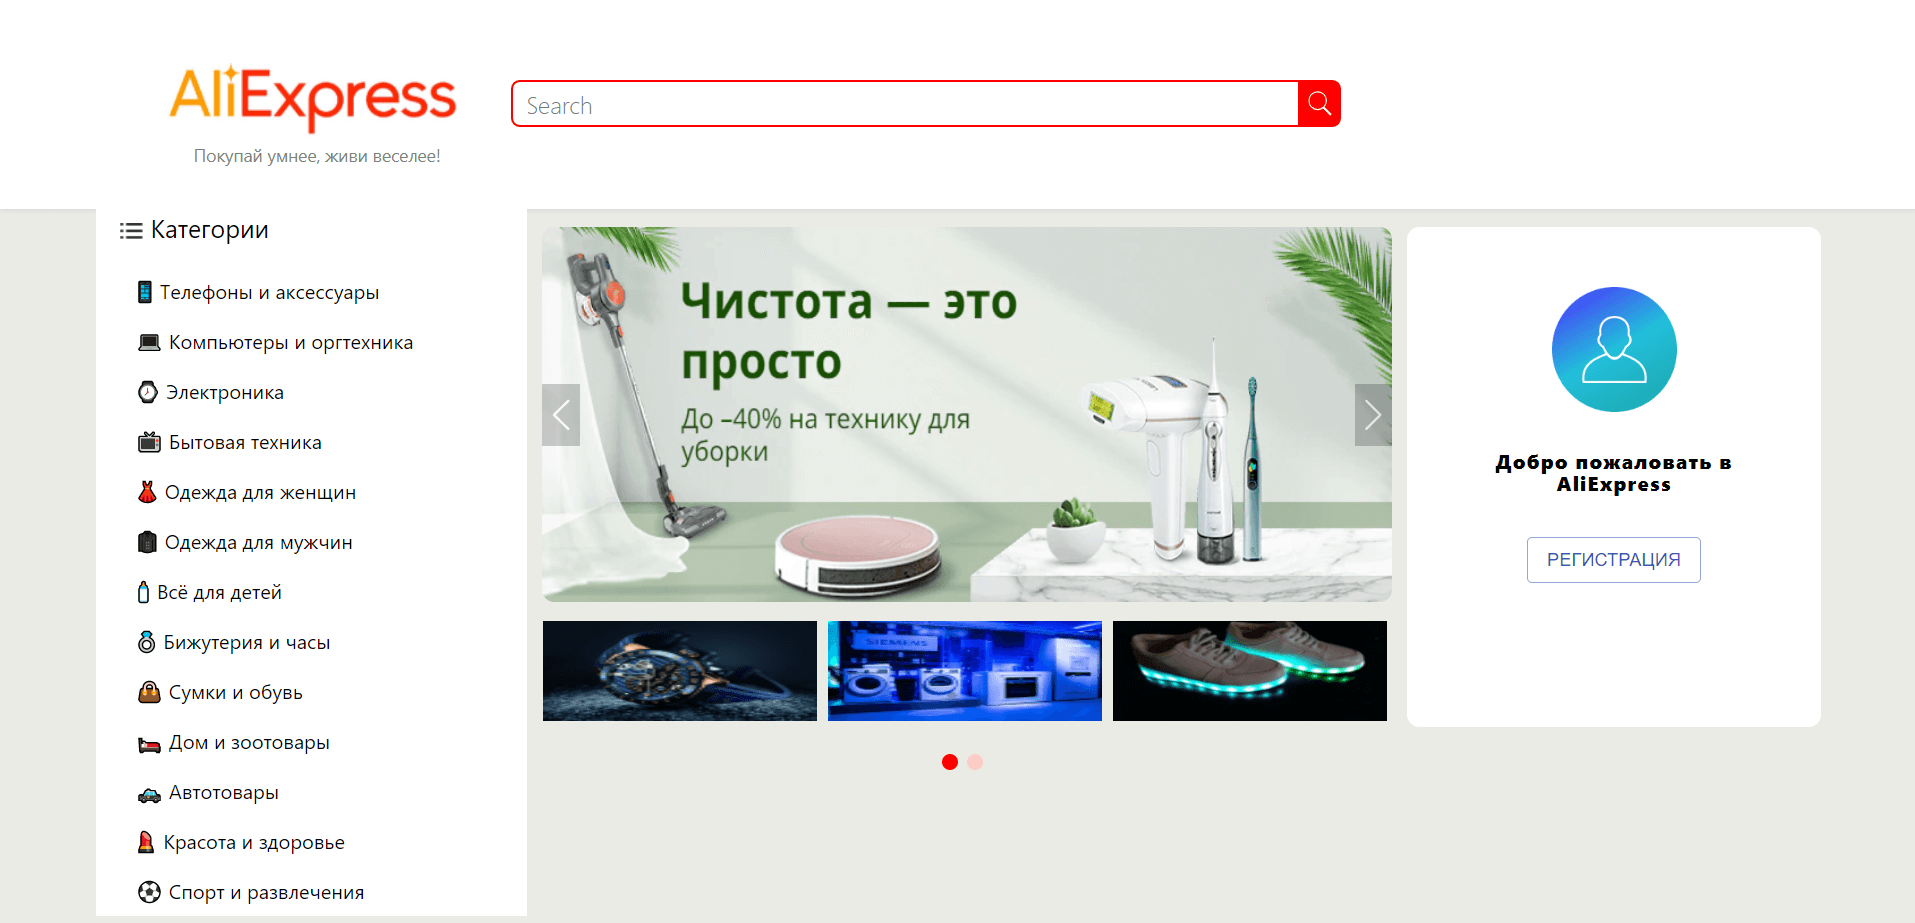 AliExpress
Search
Покупай умнее, живи веселее!
Категории
Телефоны и аксессуары
Компьютеры и оргтехника
Электроника
Бытовая техника
Одежда для женщин
Одежда для мужчин
Всё для детей
Бижутерия и часы
Сумки и обувь
Дом и зоотовары
Автотовары
Красота и здоровье
Спорт и развлечения
Чистота — это
просто
До –40% на технику для
уборки
SIEMENS
Добро пожаловать в
AliExpress
РЕГИСТРАЦИЯ